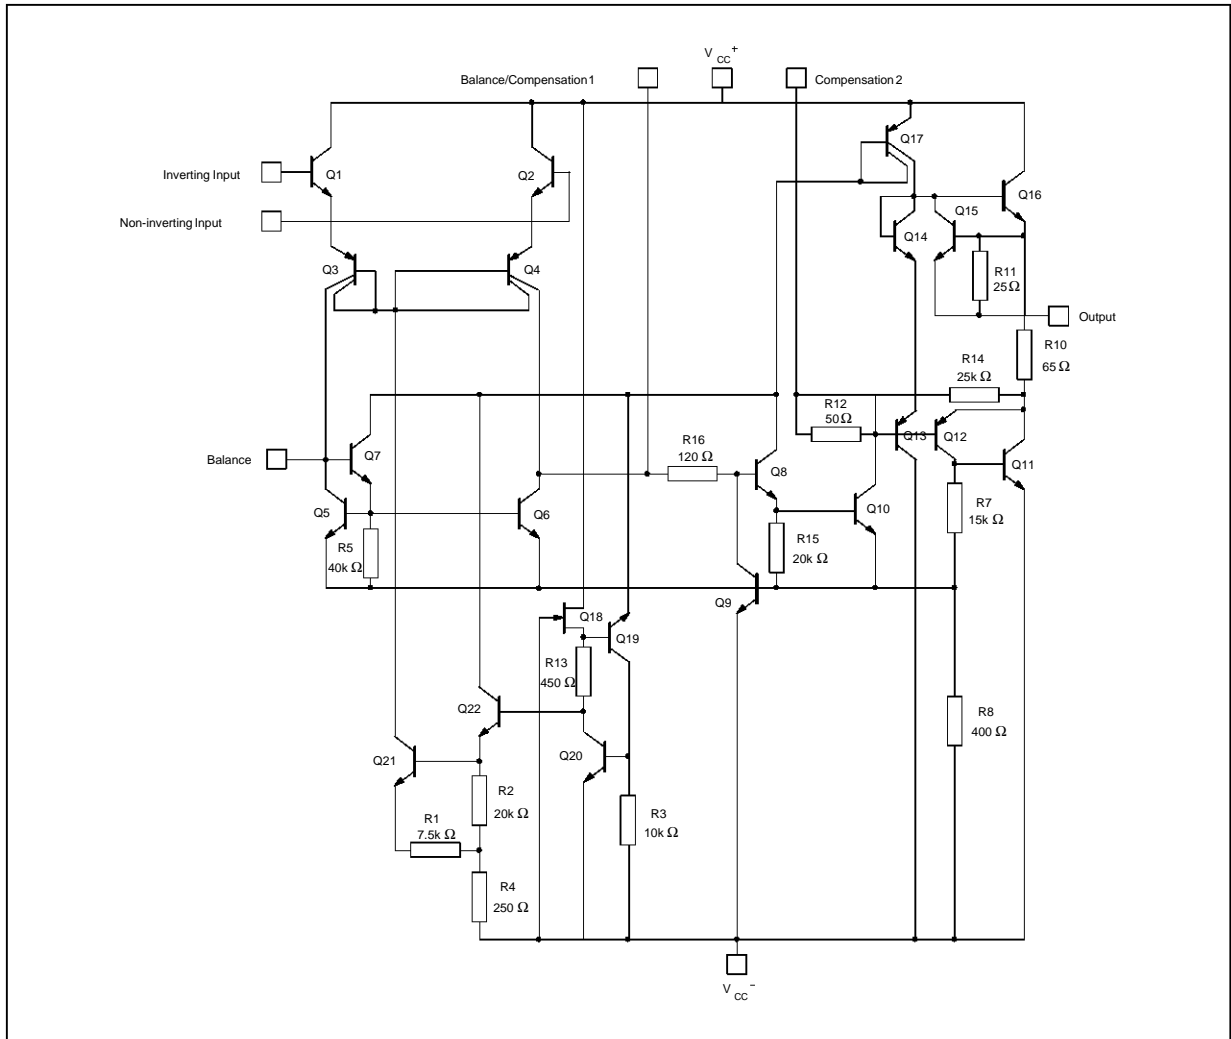 V CC +
Balance/Compensation 1
Compensation 2
Q17
Inverting Input
Q1
Q2
Q16
Q15
Non-inverting Input
Q14
Q3
Q4
R11
25Ω
Output
R10
65 Ω
R14
25k Ω
R12
50Ω
Q13
Q12
R16
120 Ω
Balance
Q7
Q8
Q11
R7
15k Ω
Q5
Q6
Q10
R15
20k Ω
R5
40k Ω
Q9
Q18
Q19
R13
450 Ω
Q22
R8
400 Ω
Q21
Q20
R2
20k Ω
R3
10k Ω
R1
7.5k Ω
R4
250 Ω
V CC -